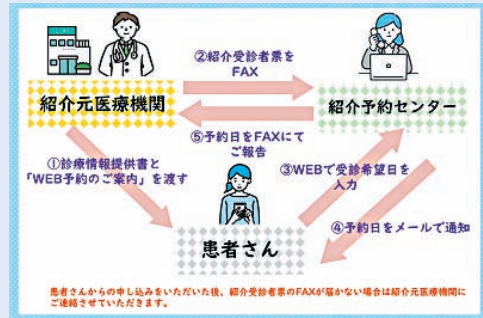 ②紹介受診者票を
FAX
紹介元医療機関
紹介予約センター
⑤予約日をFAXにて
ご報告
①診療情報提供書と
「WEB予約のご案内」を渡す
③WEBで受診希望日を
入力
④予約日をメールで通知
患者さん
患者さんからの申し込みをいただいた後、紹介受診者票のFAXが届かない場合は紹介元医療機関に
ご連絡させていただきます。